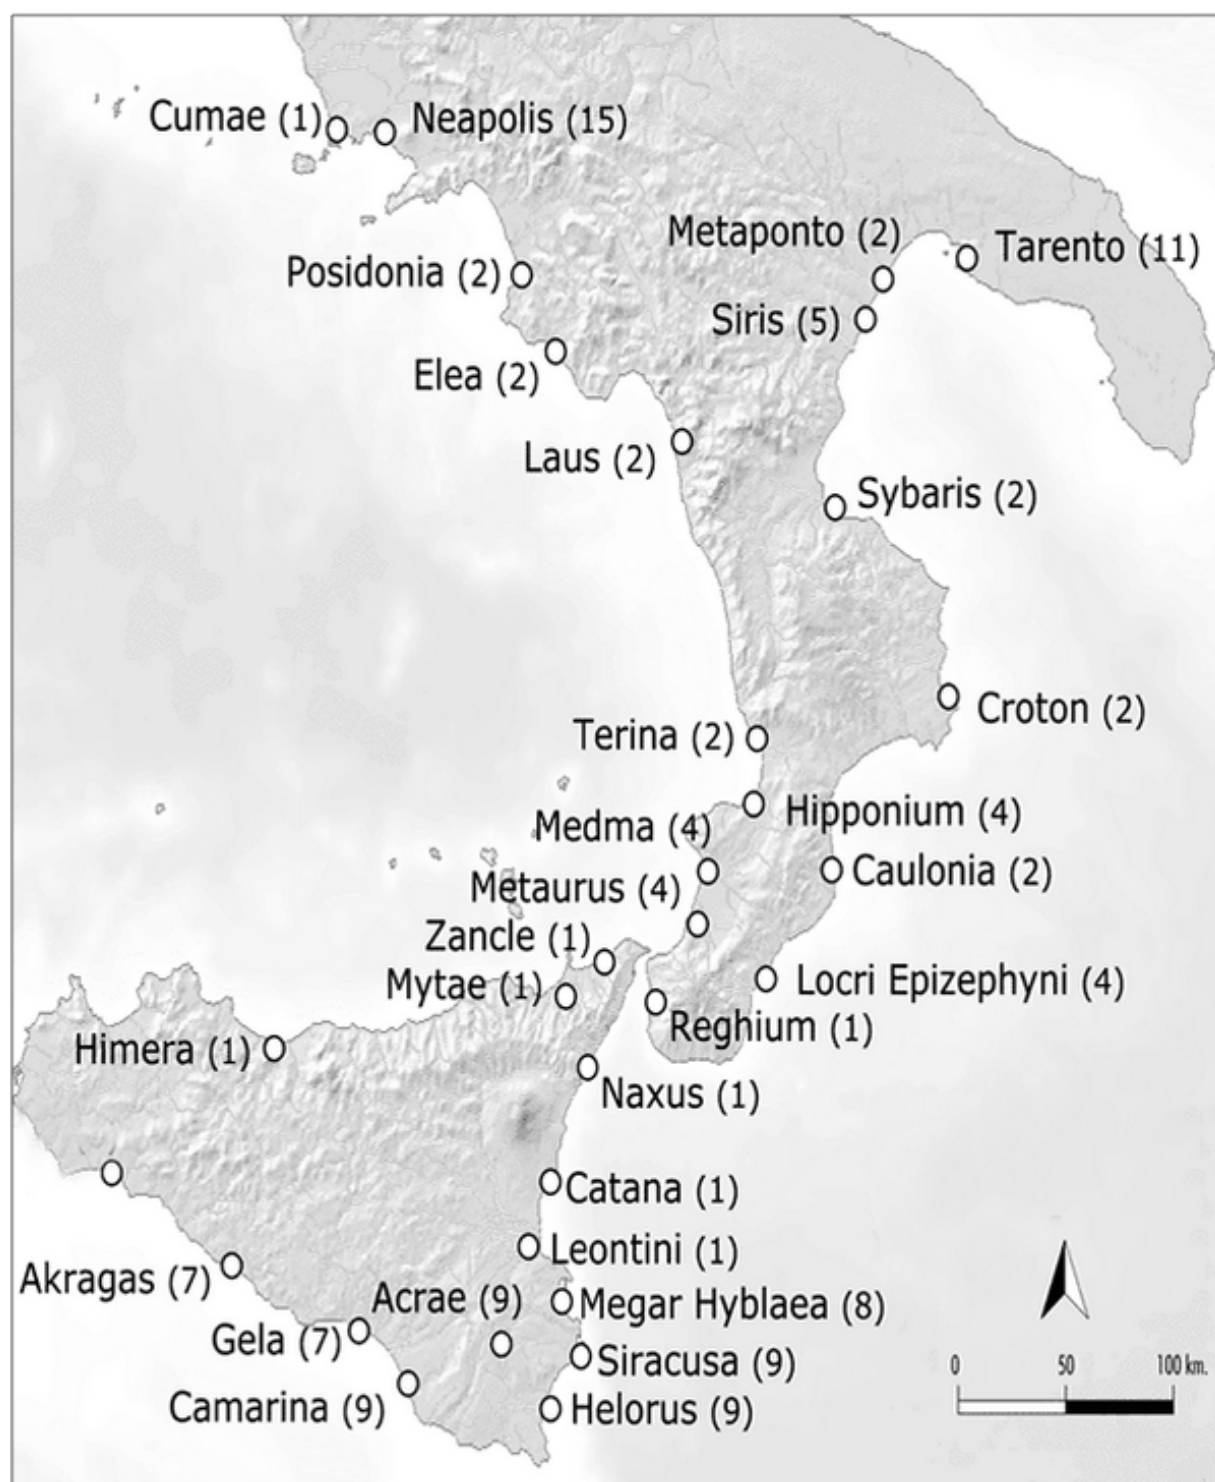 Cumae (1)
Neapolis (15)
Metaponto (2)
Tarento (11)
Posidonia (2)
Siris (5)
Elea (2)
Laus (2)
Sybaris (2)
Croton (2)
Terina (2)
Hipponium (4)
Medma (4)
Caulonia (2)
Metaurus (4)
Zancle (1)
Locri Epizephyni (4)
Mytae (1)
Reghium (1)
Himera (1)
Naxus (1)
Catana (1)
Leontini (1)
Akragas (7)
Acrae (9)
Megar Hyblaea (8)
Gela (7)
Siracusa (9)
Camarina (9)
Helorus (9)
0 50 100 km.